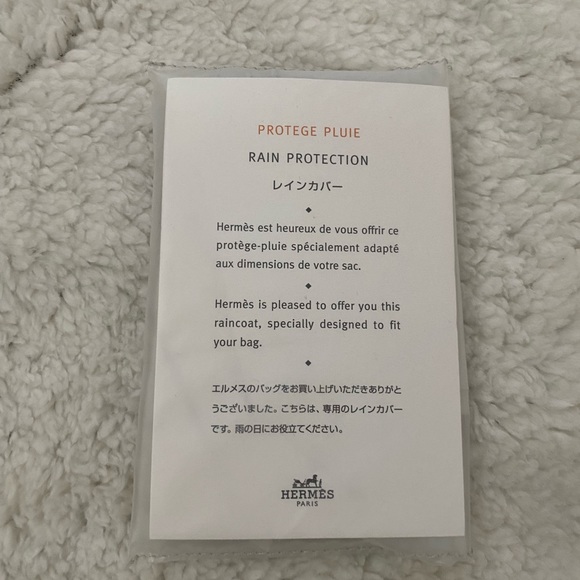 PROTEGE PLUIE
RAIN PROTECTION
レインカバー
Hermès est heureux de vous offrir ce
protège-pluie spécialement adapté
aux dimensions de votre sac.
Hermès is pleased to offer you this
raincoat, specially designed to fit
your bag.
エルメスのバッグをお買い上げいただきありがと
うございました。こちらは、専用のレインカバー
です。雨の日にお役立てください。
HERMÈS
PARIS